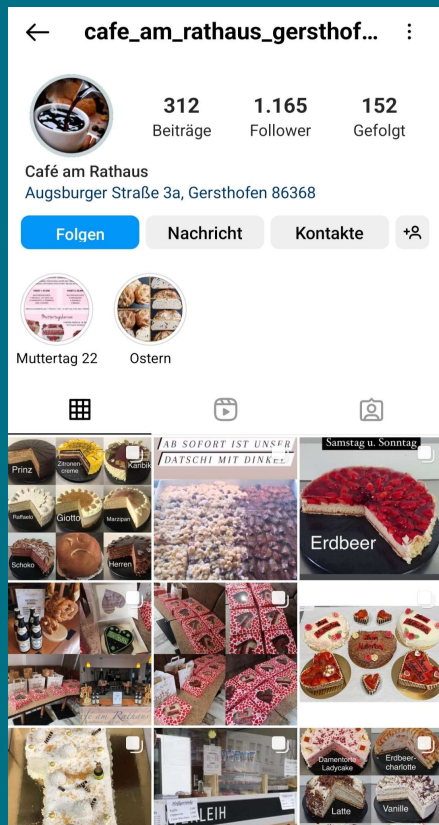 cafe_am_rathaus_gersthof...
312
Beiträge
1.165
Follower
152
Gefolgt
Café am Rathaus
Augsburger Straße 3a, Gersthofen 86368
Folgen
Nachricht
Kontakte
Muttertag 22
Ostern
Prinz
Zitronen-
creme
Karibik
Raffaelo
Giotto
Marzipan
Schoko
Herren
AB SOFORT IST UNSER
DATSCHI MIT DINKEL
Samstag u. Sonntag
Erdbeer
LEIH
Damentorte
Ladycake
Erdbeer-
charlotte
Latte
Vanille